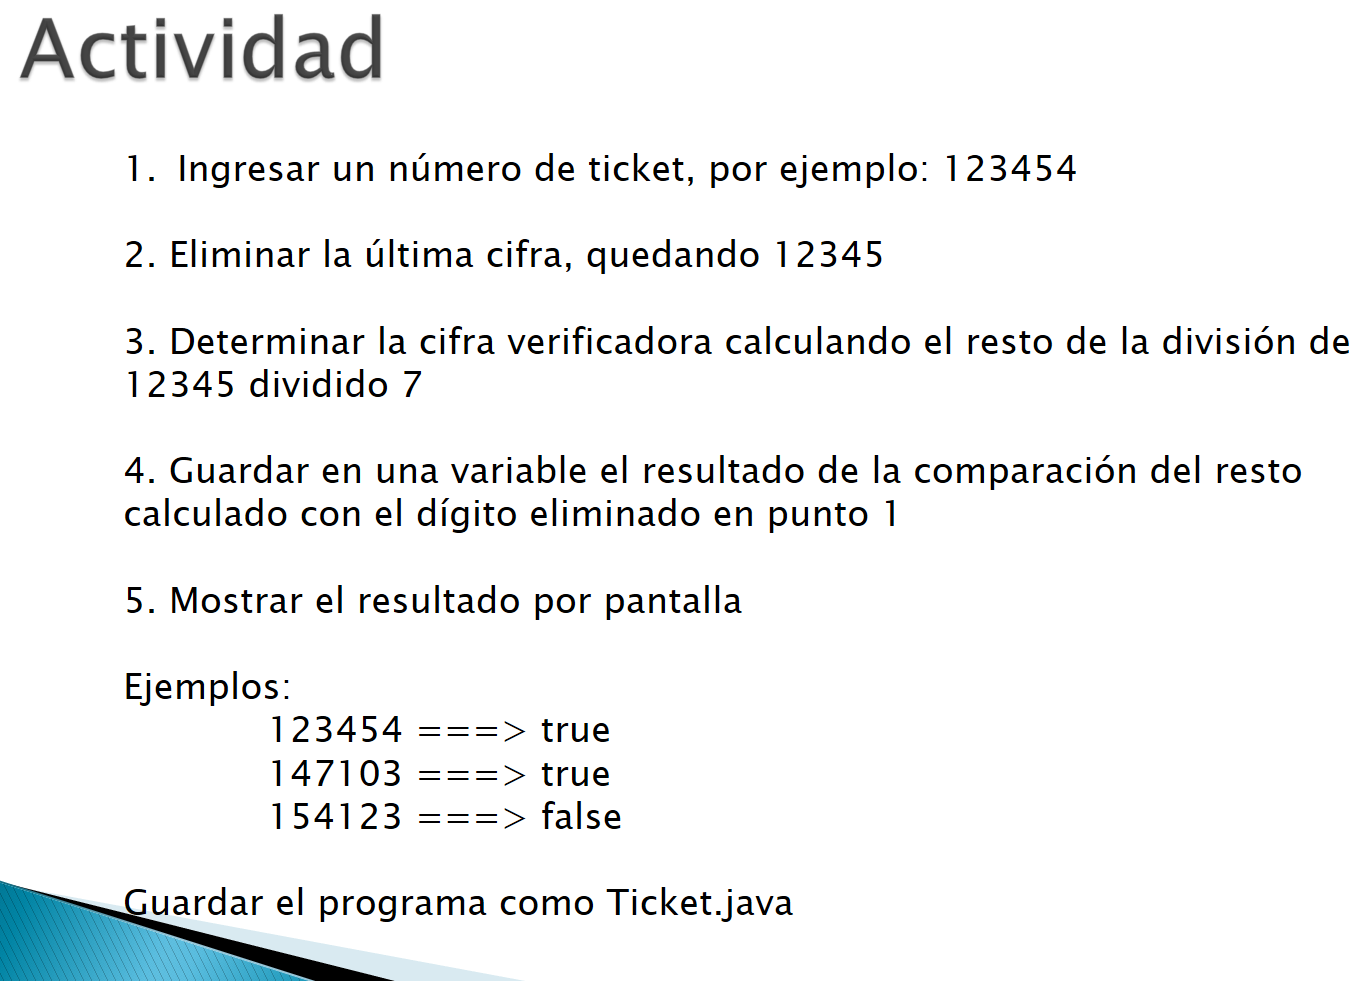 Actividad
1. Ingresar un número de ticket, por ejemplo: 123454
2. Eliminar la última cifra, quedando 12345
3. Determinar la cifra verificadora calculando el resto de la división de
12345 dividido 7
4. Guardar en una variable el resultado de la comparación del resto
calculado con el dígito eliminado en punto 1
5. Mostrar el resultado por pantalla
Ejemplos:
123454 ===> true
147103 ===> true
154123 ===> false
Guardar el programa como Ticket.java